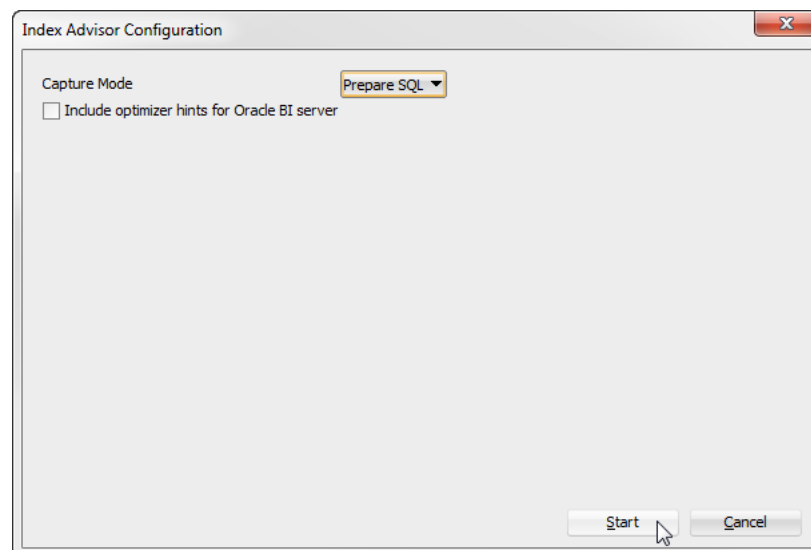 Index Advisor Configuration
Capture Mode Prepare SQL
Include optimizer hints for Oracle BI server
Start Cancel